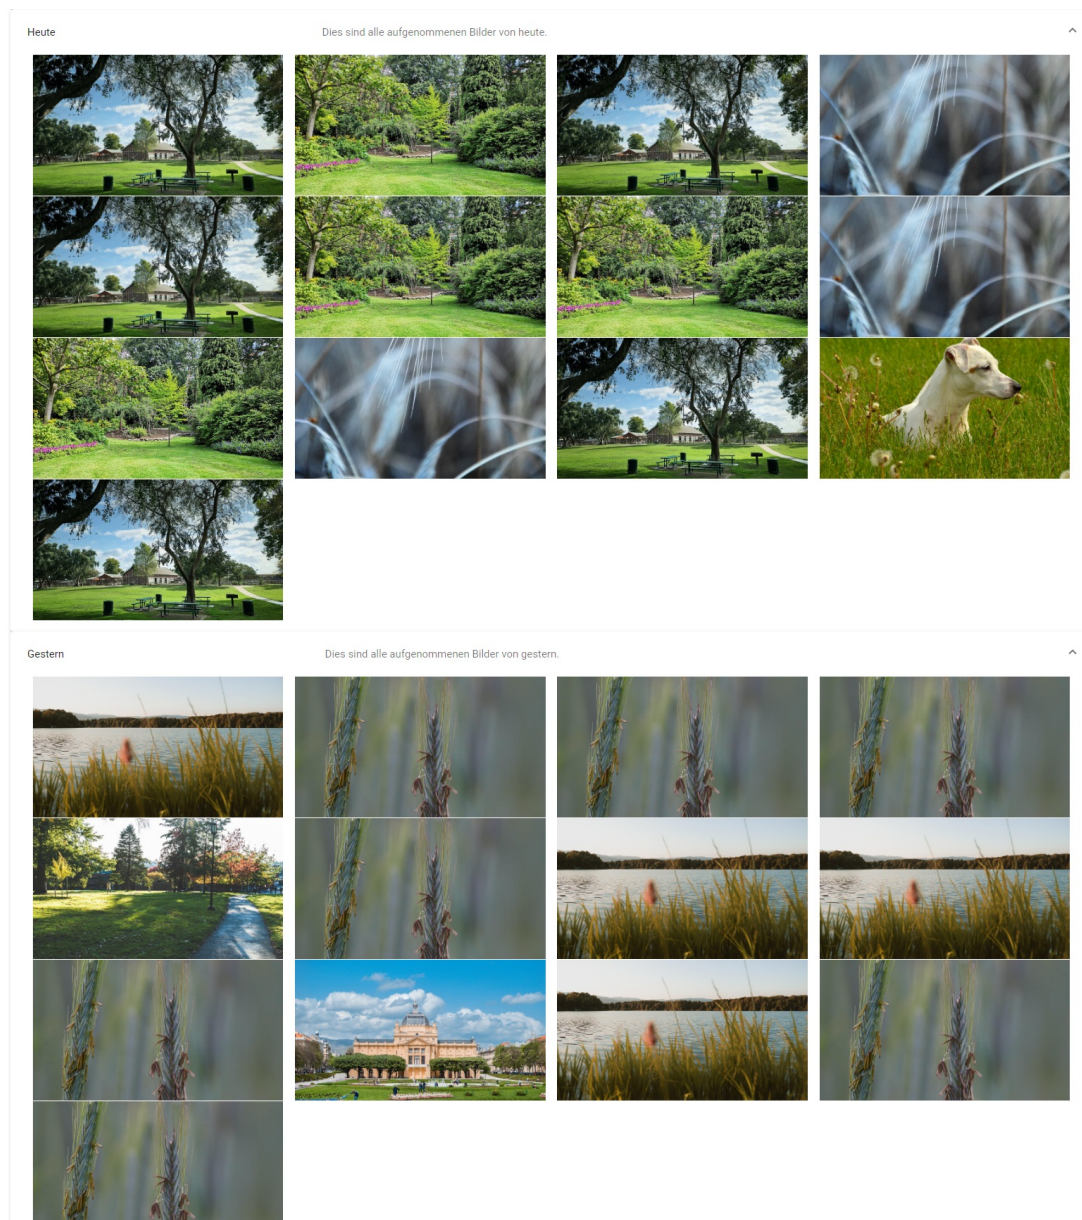 Heute
Dies sind alle aufgenommenen Bilder von heute.
Gestern
Dies sind alle aufgenommenen Bilder von gestern.